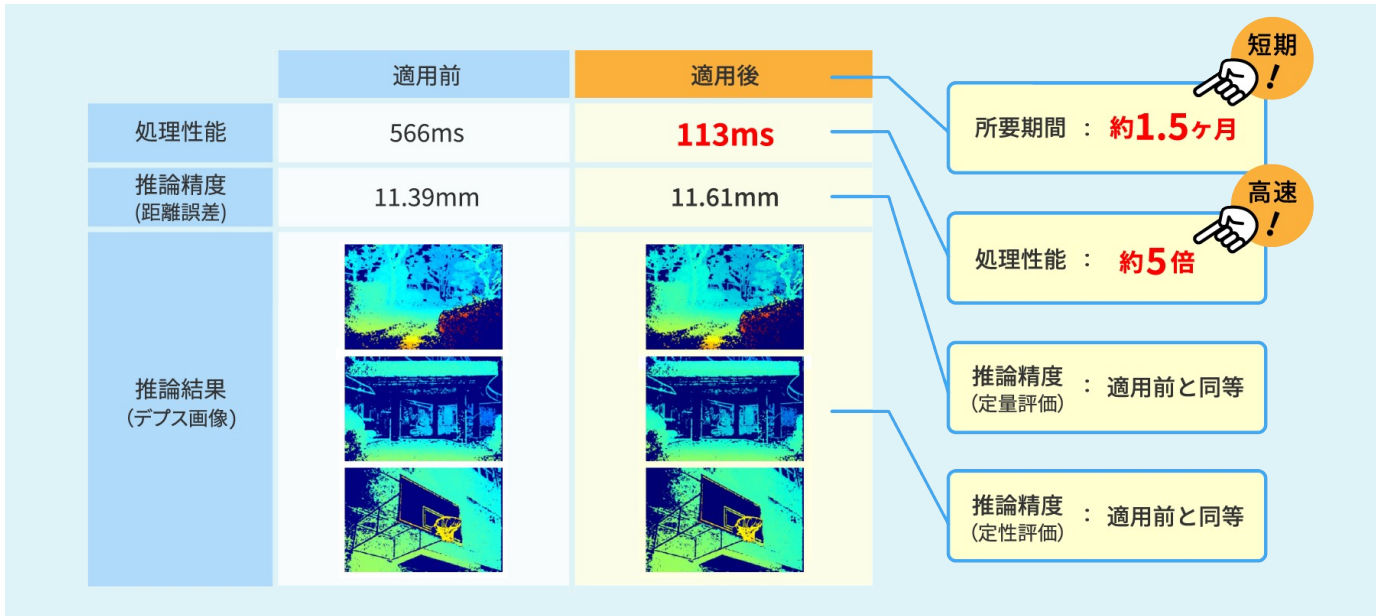 適用前
適用後
処理性能
566ms
113ms
推論精度
(距離誤差)
11.39mm
11.61mm
推論結果
(デプス画像)
短期
!
所要期間 : 約1.5ヶ月
高速
!
処理性能 : 約5倍
推論精度
(定量評価)
: 適用前と同等
推論精度
(定性評価)
: 適用前と同等